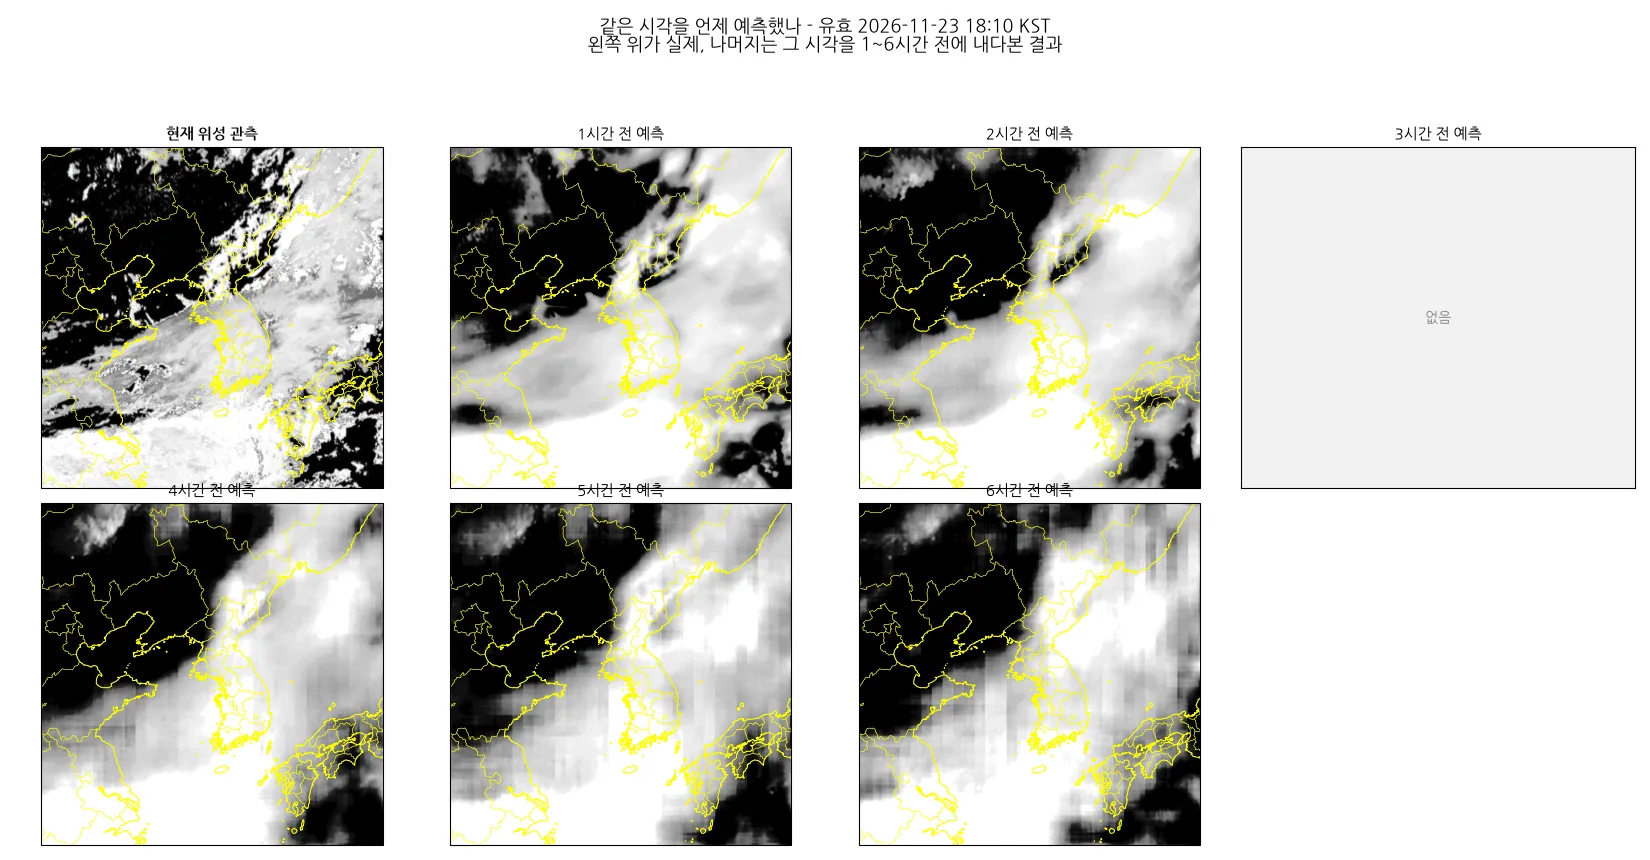 같은 시각을 언제 예측했나 - 유효 2026-11-23 18:10 KST
왼쪽 위가 실제, 나머지는 그 시각을 1~6시간 전에 내다본 결과
현재 위성 관측
1시간 전 예측
2시간 전 예측
3시간 전 예측
없음
4시간 전 예측
5시간 전 예측
6시간 전 예측